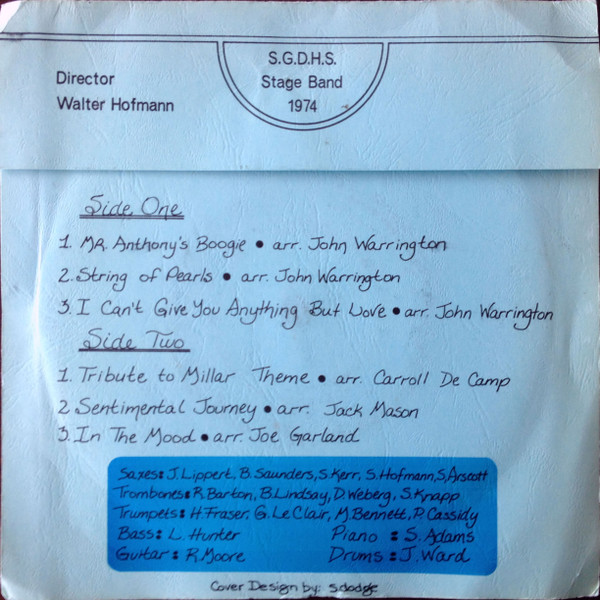 S.G.D.H.S.
Director Stage Band
Walter Hofmann 1974
Side One
1. MR. Anthony's Boogie • arr. John Warrington
2. String of Pearls • arr. John Warrington
3. I Can't Give You Anything But Love • arr. John Warrington
Side Two
1. Tribute to Millar Theme • arr. Carroll De Camp
2. Sentimental Journey • arr. Jack Mason
3. In The Mood • arr. Joe Garland
Saxes: J. Lippert, B. Saunders, S. Kerr, S. Hofmann, S. Arscott
Trombones: R. Barton, B. Lindsay, D. Weberg, S. Knapp
Trumpets: H. Fraser, G. Le Clair, M. Bennett, P. Cassidy
Bass: L. Hunter Piano : S. Adams
Guitar : R. Moore Drums : J. Ward
Cover Design by: s.dodge